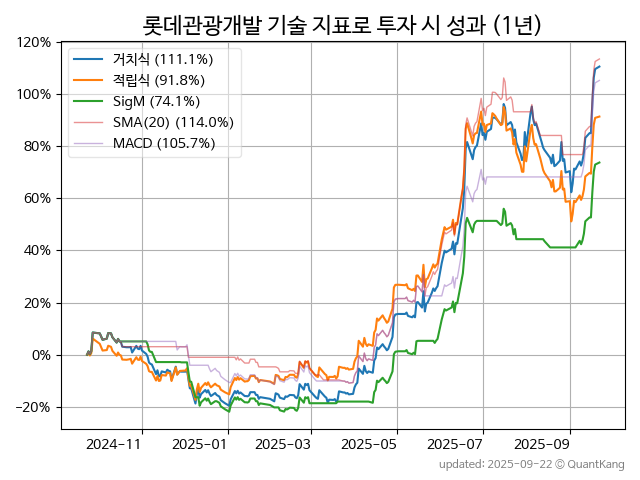 롯데관광개발 기술 지표로 투자 시 성과 (1년)
120%
100%
80%
60%
40%
20%
0%
−20%
거치식 (111.1%)
적립식 (91.8%)
SigM (74.1%)
SMA(20) (114.0%)
MACD (105.7%)
2024-11
2025-01
2025-03
2025-05
2025-07
2025-09
updated: 2025-09-22 © QuantKang